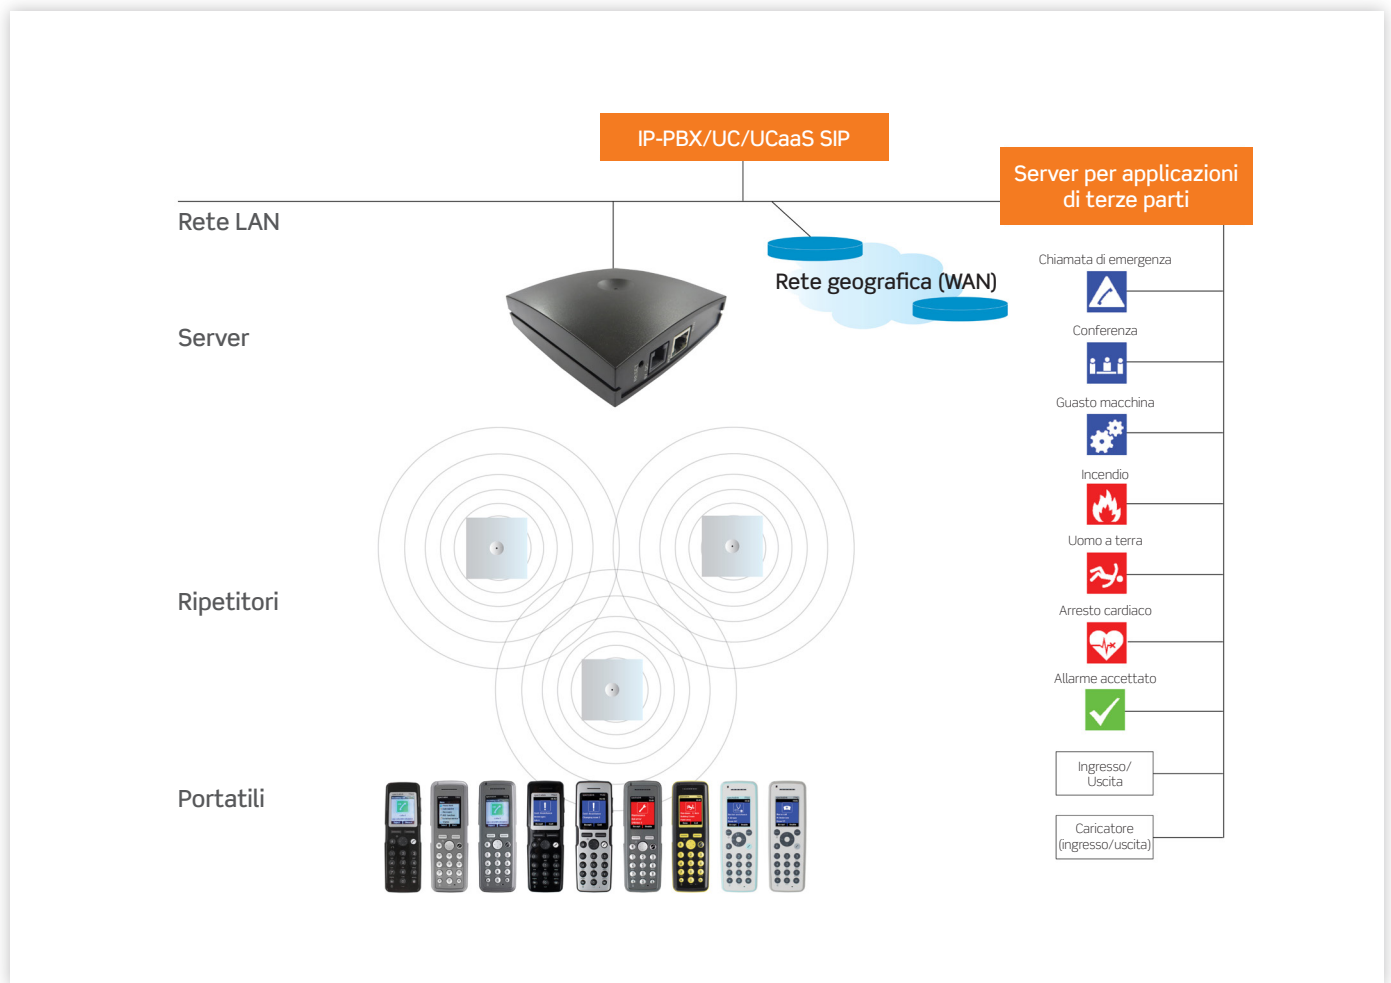 IP-PBX/UC/UCaaS SIP
Server per applicazioni
di terze parti
Rete LAN
Rete geografica (WAN)
Server
Chiamata di emergenza
Conferenza
Guasto macchina
Incendio
Uomo a terra
Arresto cardiaco
Allarme accettato
Ripetitori
Portatili
Ingresso/
Uscita
Caricatore
(ingresso/uscita)